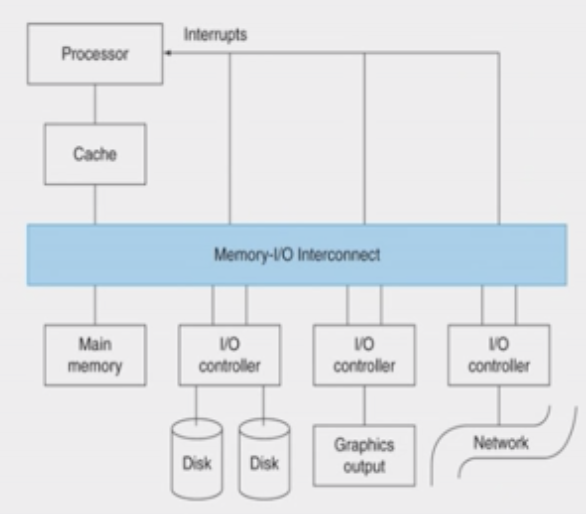 Interrupts
Processor
Cache
Memory-I/O Interconnect
Main
memory
I/O
controller
I/O
controller
I/O
controller
Disk
Disk
Graphics
output
Network